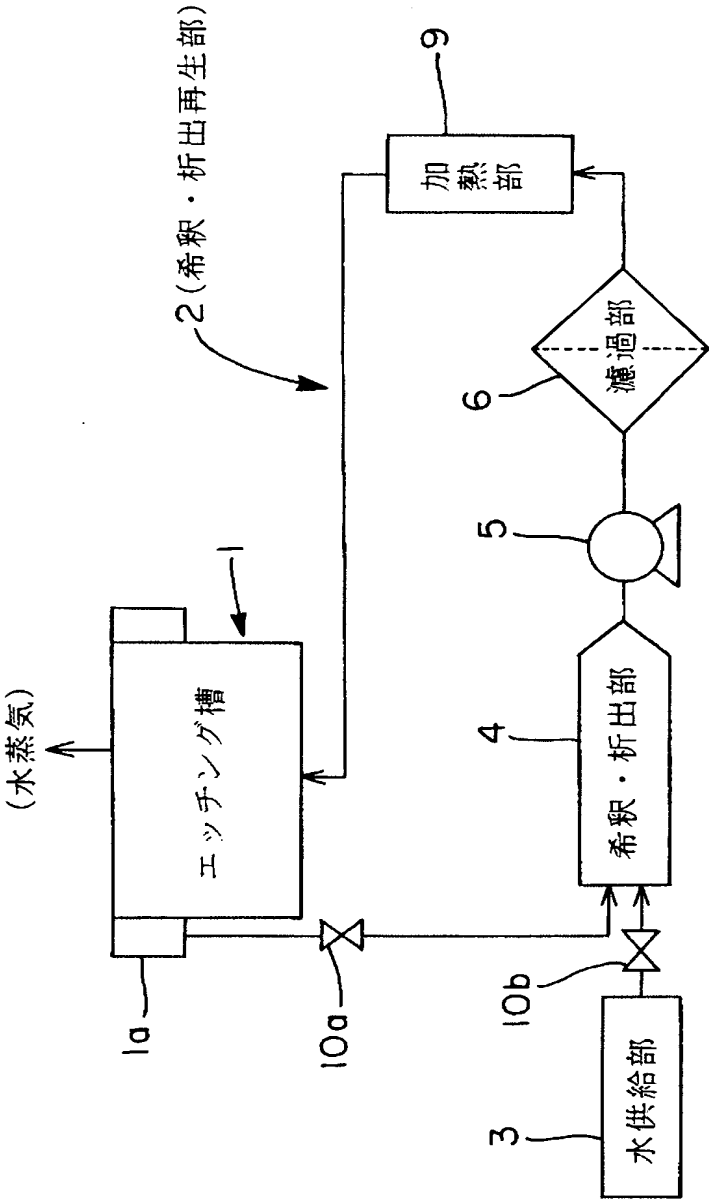 (水蒸気)
1a
エッチング槽
1
2(希釈・析出再生部)
9
加熱部
10a
3
水供給部
10b
4
希釈・析出部
5
6
濾過部